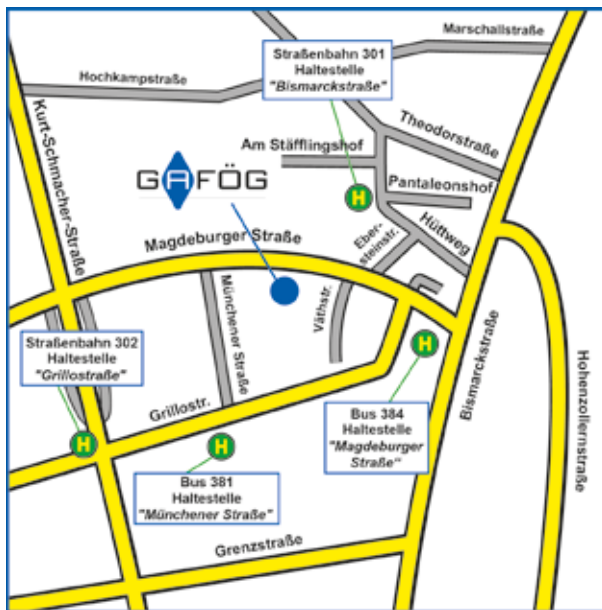 Marschallstraße
Straßenbahn 301
Haltestelle
"Bismarckstraße"
Hochkampstraße
Kurt-Schmacher-Straße
Theodorstraße
Am Stäfflingshof
GAFÖG
Pantaleonshof
Magdeburger Straße
Eber-
steinstr.
Hüttweg
Münchener Straße
Väthstr.
Straßenbahn 302
Haltestelle
"Grillostraße"
Bismarckstraße
Hohenzollernstraße
Grillostr.
Bus 384
Haltestelle
"Magdeburger
Straße“
H
H
H
H
Bus 381
Haltestelle
"Münchener Straße"
Grenzstraße